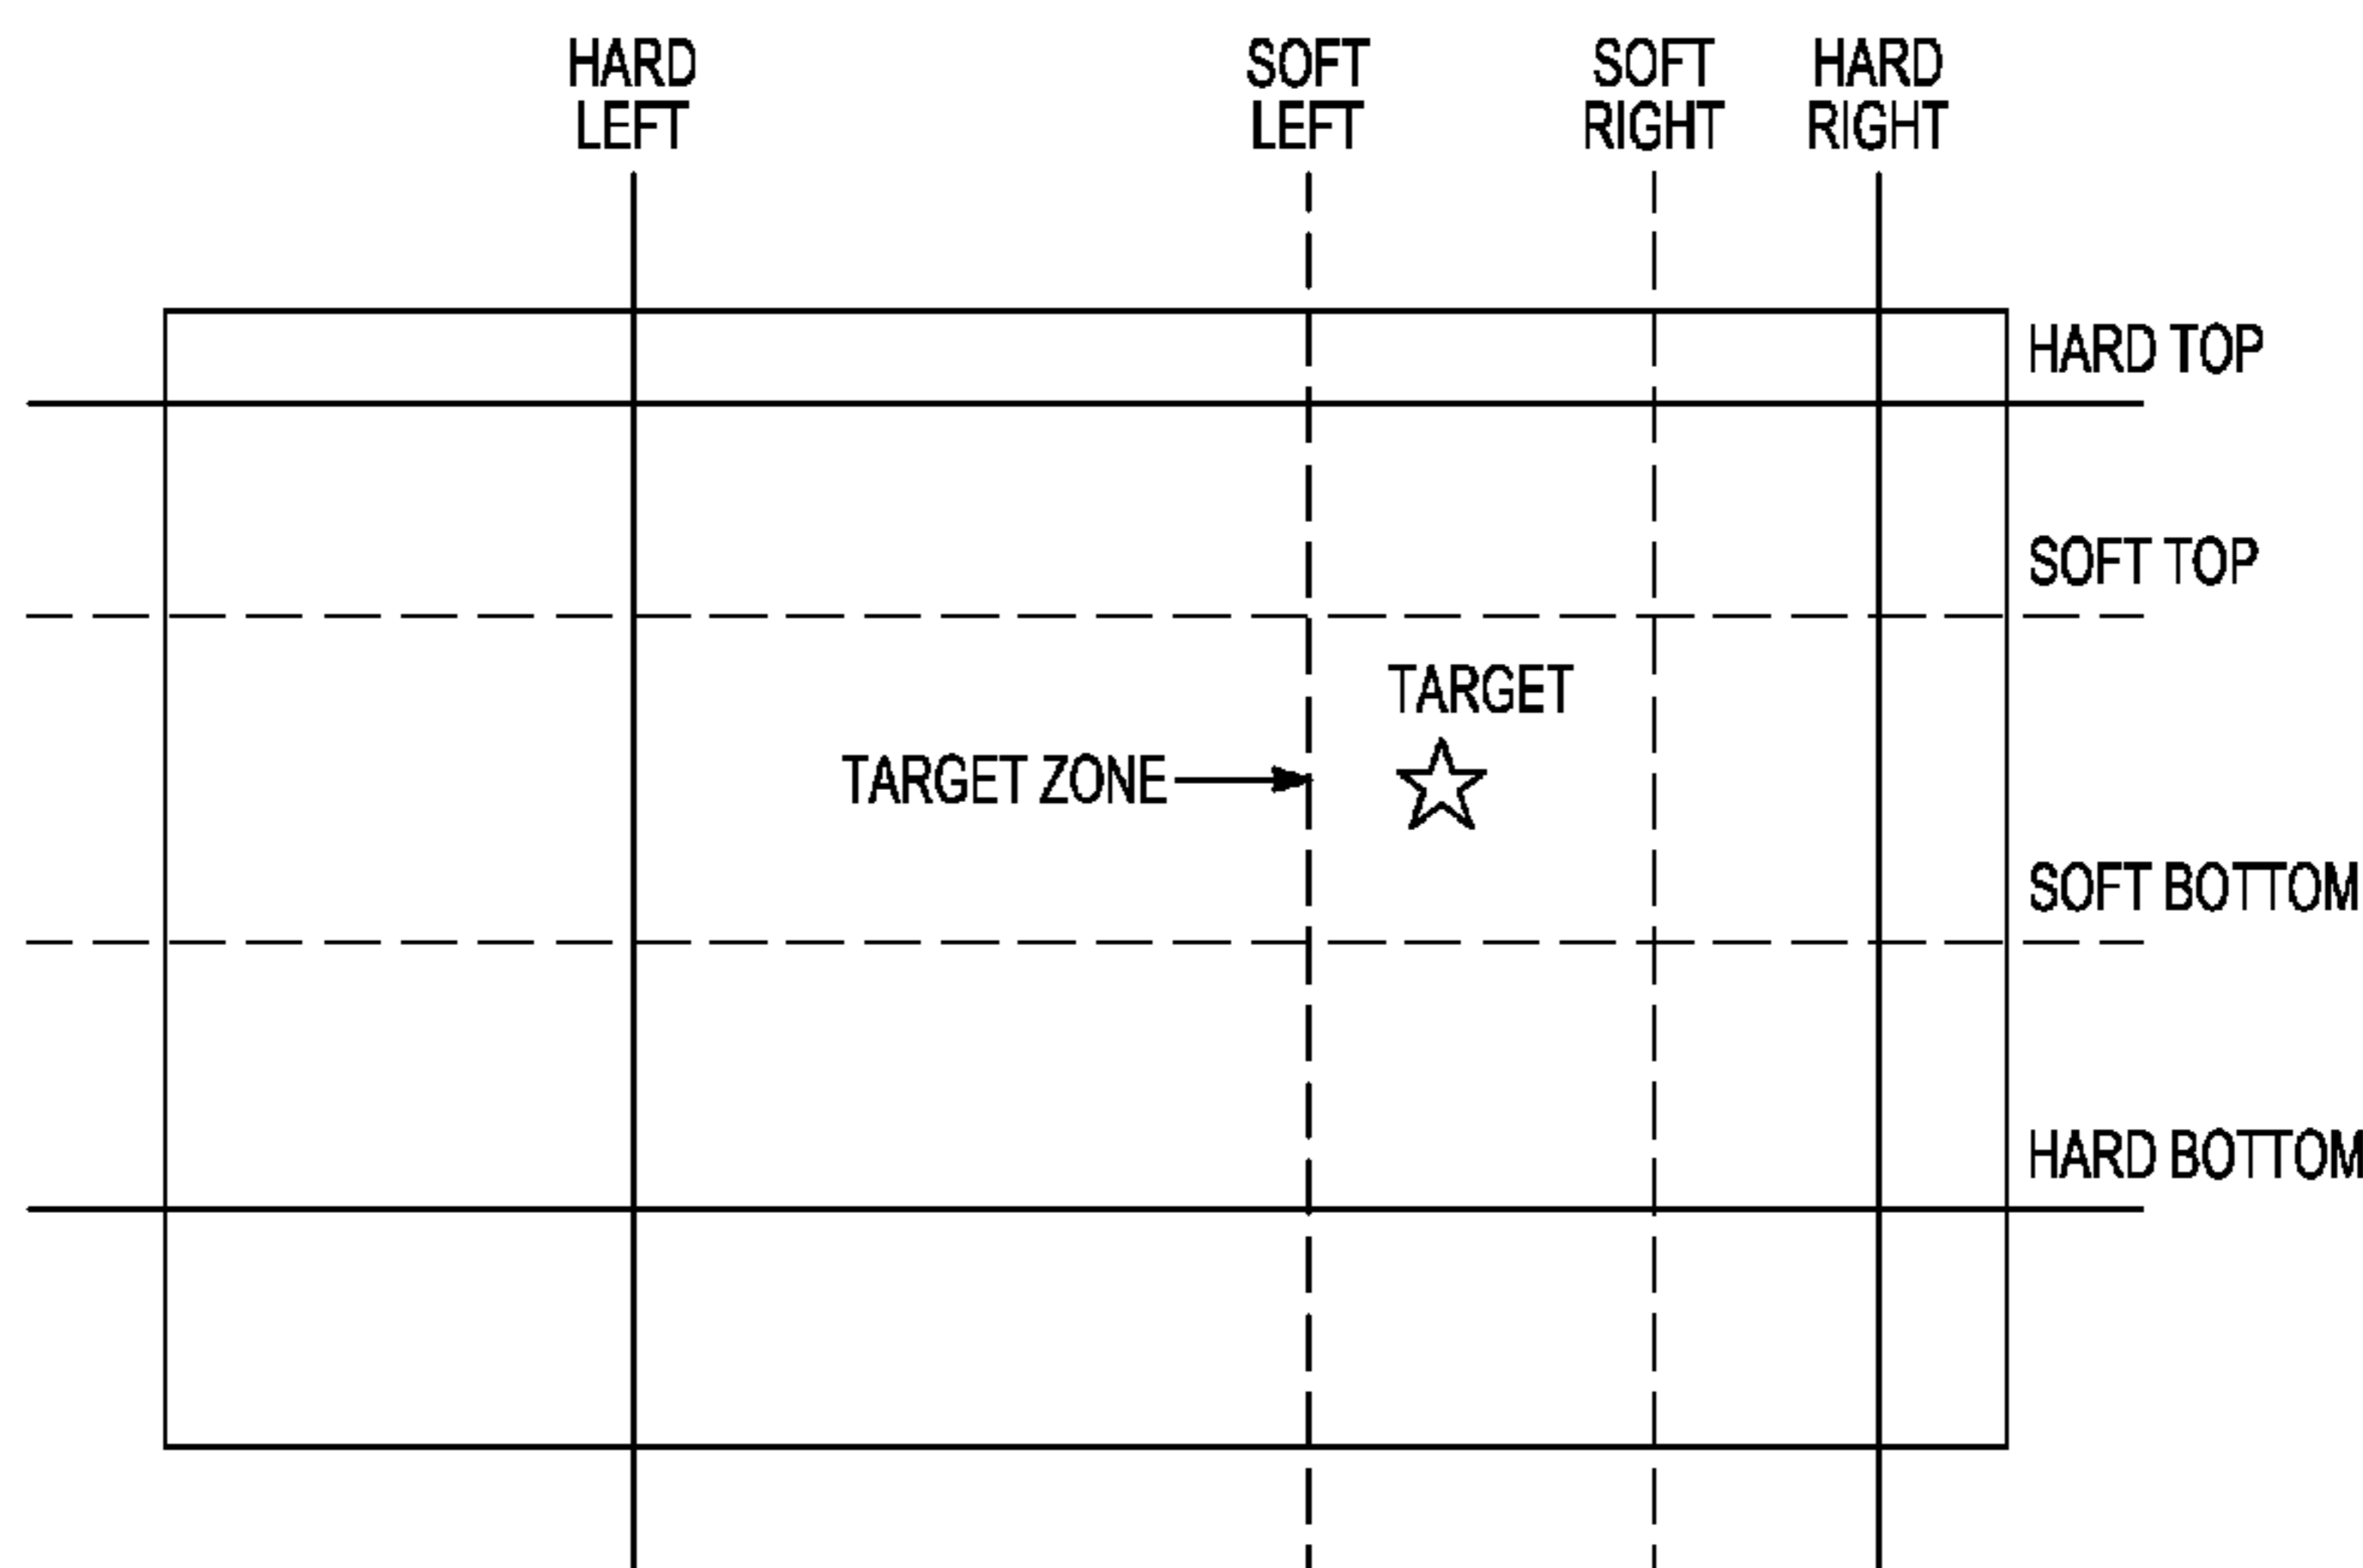 HARD
LEFT
SOFT
LEFT
SOFT
RIGHT
HARD
RIGHT
HARD TOP
SOFT TOP
TARGET
TARGET ZONE
SOFT BOTTOM
HARD BOTTOM